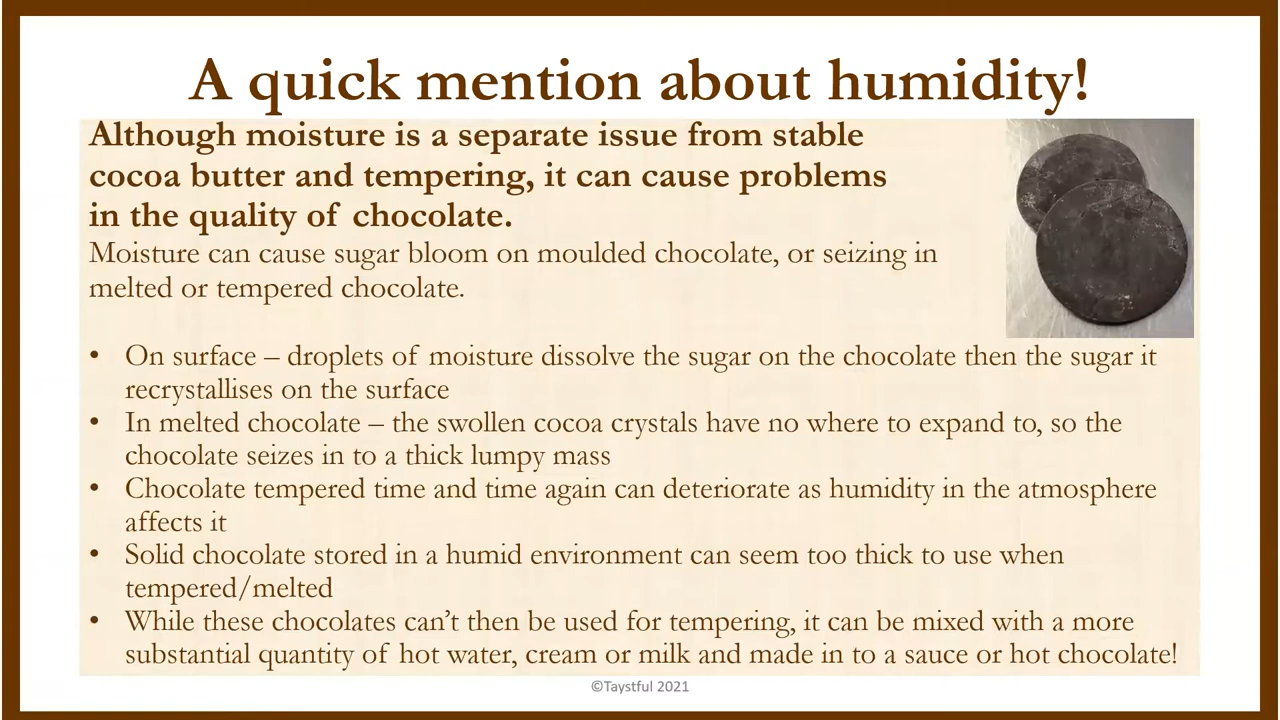 A quick mention about humidity!
Although moisture is a separate issue from stable
cocoa butter and tempering, it can cause problems
in the quality of chocolate.
Moisture can cause sugar bloom on moulded chocolate, or seizing in
melted or tempered chocolate.
• On surface – droplets of moisture dissolve the sugar on the chocolate then the sugar it
recrystallises on the surface
• In melted chocolate – the swollen cocoa crystals have no where to expand to, so the
chocolate seizes in to a thick lumpy mass
• Chocolate tempered time and time again can deteriorate as humidity in the atmosphere
affects it
• Solid chocolate stored in a humid environment can seem too thick to use when
tempered/melted
• While these chocolates can’t then be used for tempering, it can be mixed with a more
substantial quantity of hot water, cream or milk and made in to a sauce or hot chocolate!
©Taystful 2021